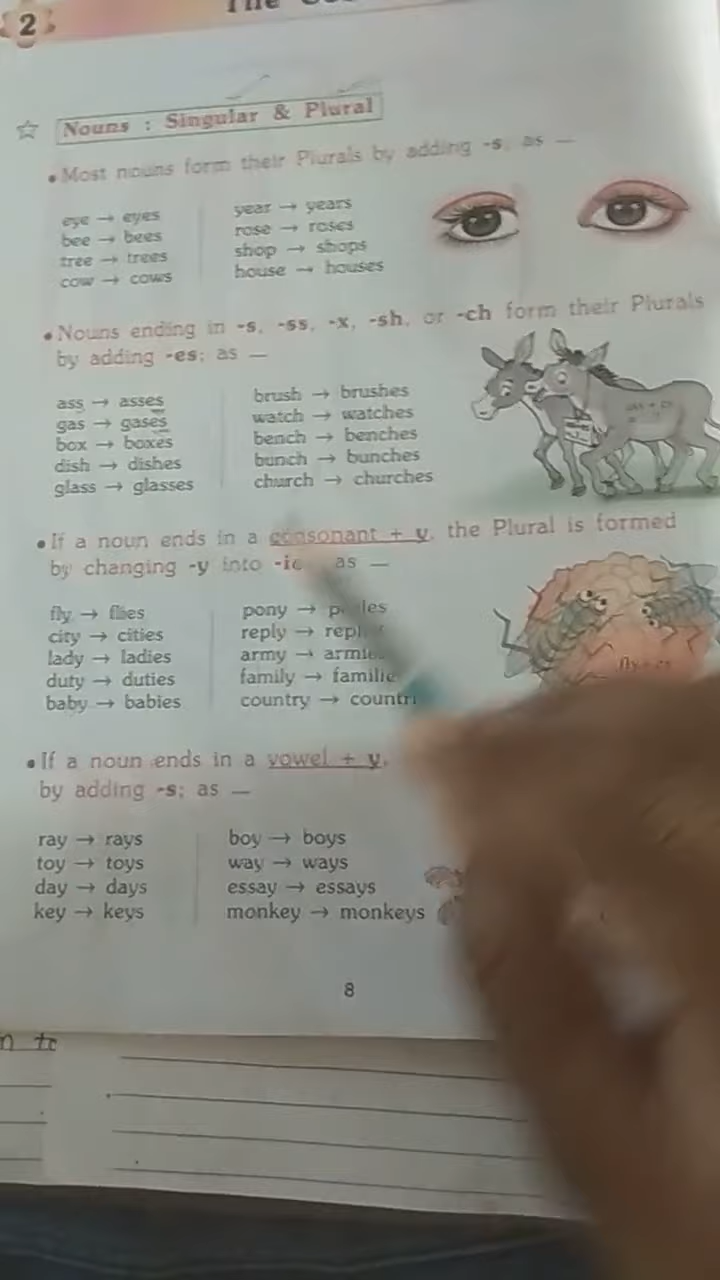 2
The
Nouns : Singular & Plural
• Most nouns form their Plurals by adding -s, as —
eye → eyes
bee → bees
tree → trees
cow → cows
year → years
rose → roses
shop → shops
house → houses
• Nouns ending in -s, -ss, -x, -sh, or -ch form their Plurals
by adding -es; as —
ass → asses
gas → gases
box → boxes
dish → dishes
glass → glasses
brush → brushes
watch → watches
bench → benches
bunch → bunches
church → churches
• If a noun ends in a consonant + y, the Plural is formed
by changing -y into as —
fly → flies
city → cities
lady → ladies
duty → duties
baby → babies
pony →
reply →
army →
family →
country →
• If a noun ends in a vowel + y,
by adding -s; as —
ray → rays
toy → toys
day → days
key → keys
boy → boys
way → ways
essay → essays
monkey → monkeys
8